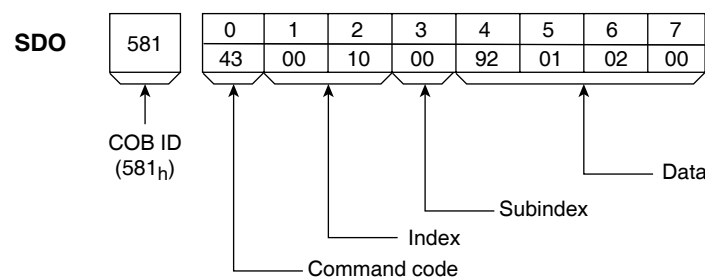 SDO 581 0 1 2 3 4 5 6 7
43 00 10 00 92 01 02 00
COB ID
(581h)
Data
Subindex
Index
Command code